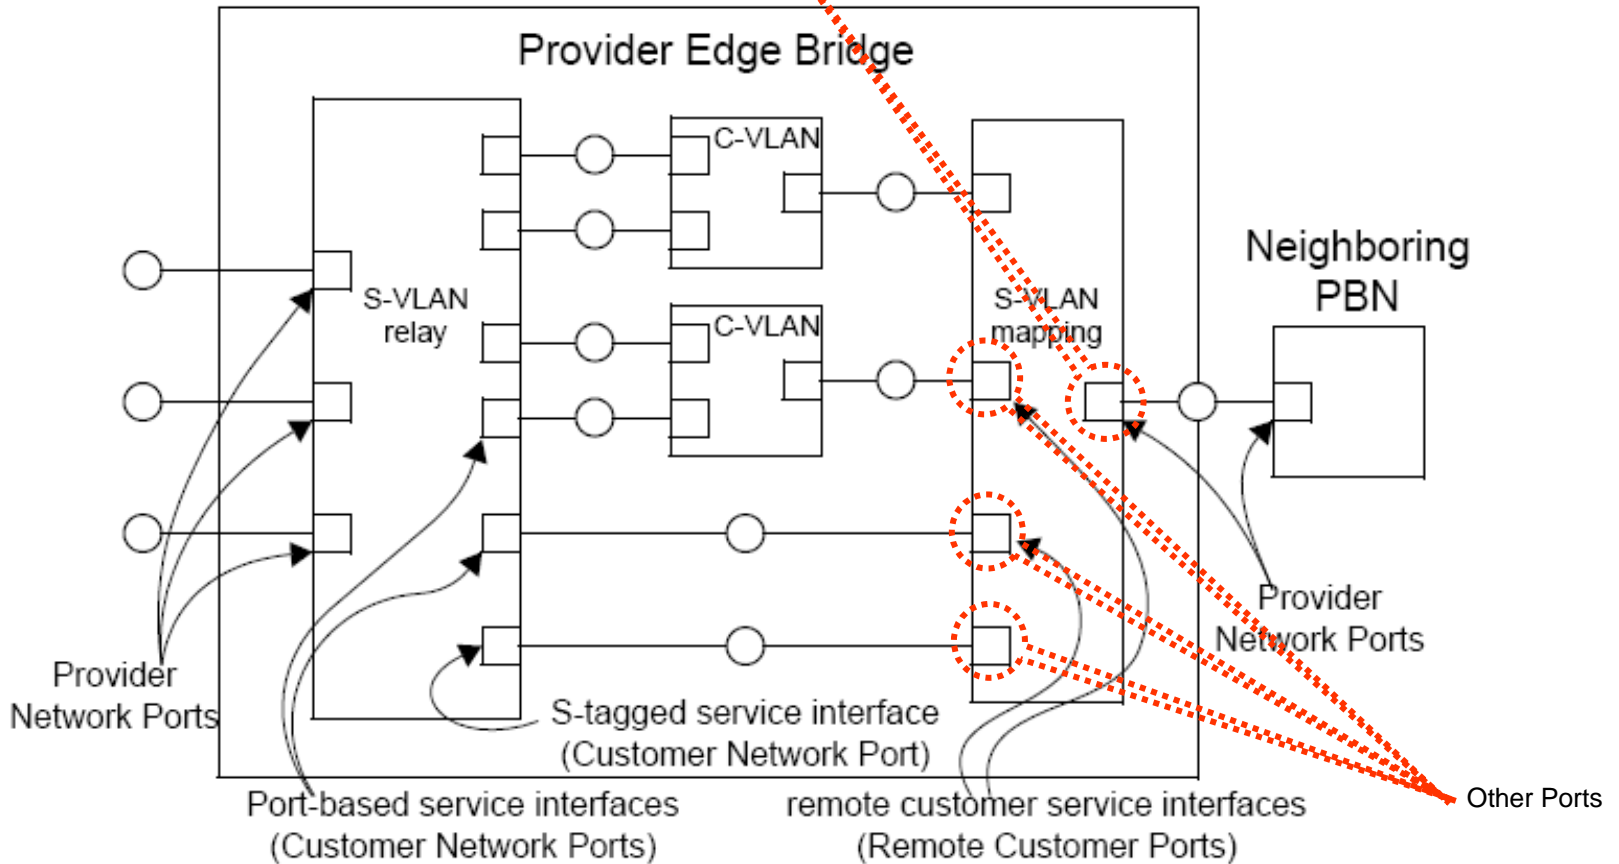 Provider Edge Bridge
C-VLAN
S-VLAN
relay
C-VLAN
S-VLAN
mapping
Neighboring
PBN
Provider
Network Ports
Provider
Network Ports
S-tagged service interface
(Customer Network Port)
Port-based service interfaces
(Customer Network Ports)
remote customer service interfaces
(Remote Customer Ports)
Other Ports